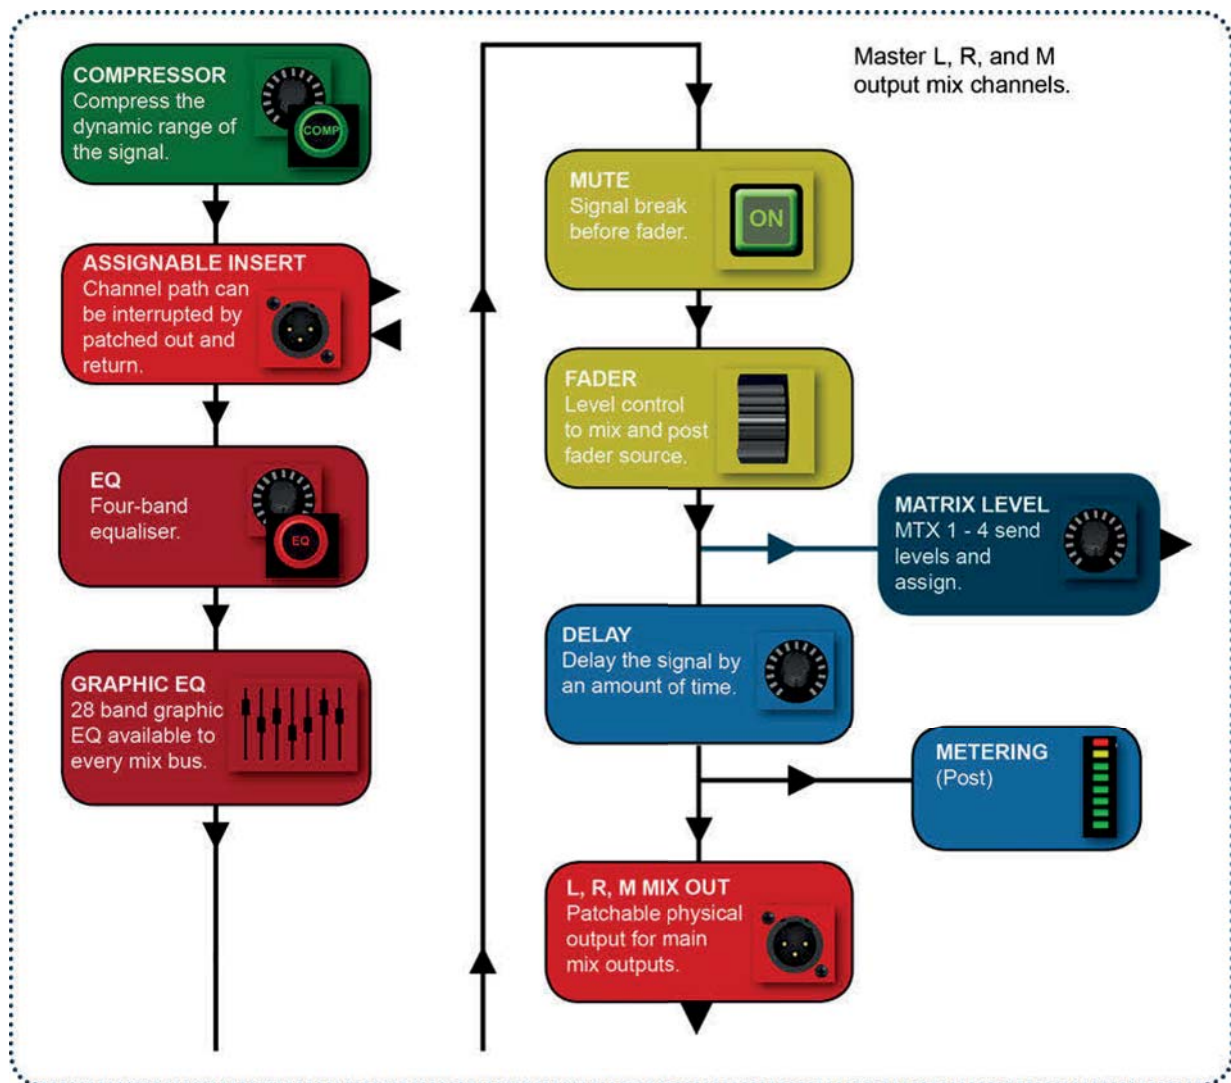 COMPRESSOR
Compress the
dynamic range of
the signal.
COMP
ASSIGNABLE INSERT
Channel path can
be interrupted by
patched out and
return.
EQ
Four-band
equaliser.
EQ
GRAPHIC EQ
28 band graphic
EQ available to
every mix bus.
Master L, R, and M
output mix channels.
MUTE
Signal break
before fader.
ON
FADER
Level control
to mix and post
fader source.
MATRIX LEVEL
MTX 1 - 4 send
levels and
assign.
DELAY
Delay the signal by
an amount of time.
METERING
(Post)
L, R, M MIX OUT
Patchable physical
output for main
mix outputs.